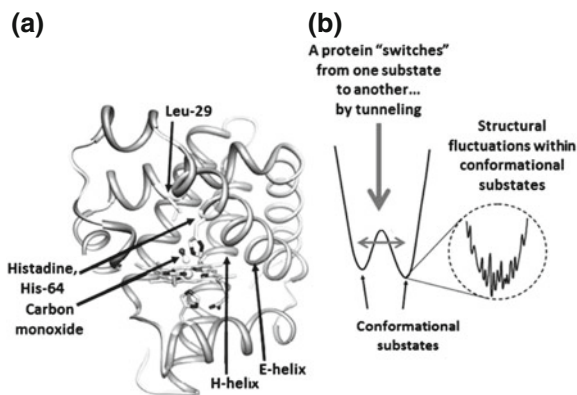 (a)
Leu-29
Histadine,
His-64
Carbon
monoxide
H-helix
E-helix
(b)
A protein “switches”
from one substate
to another...
by tunneling
Structural
fluctuations within
conformational
substates
Conformational
substates